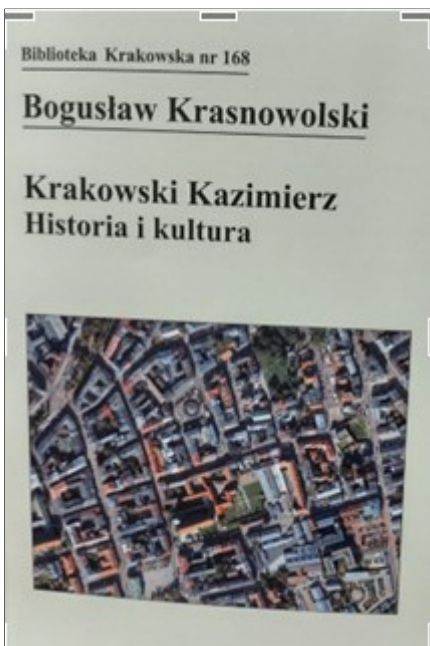 Biblioteka Krakowska nr 168
Bogusław Krasnowolski
Krakowski Kazimierz
Historia i kultura